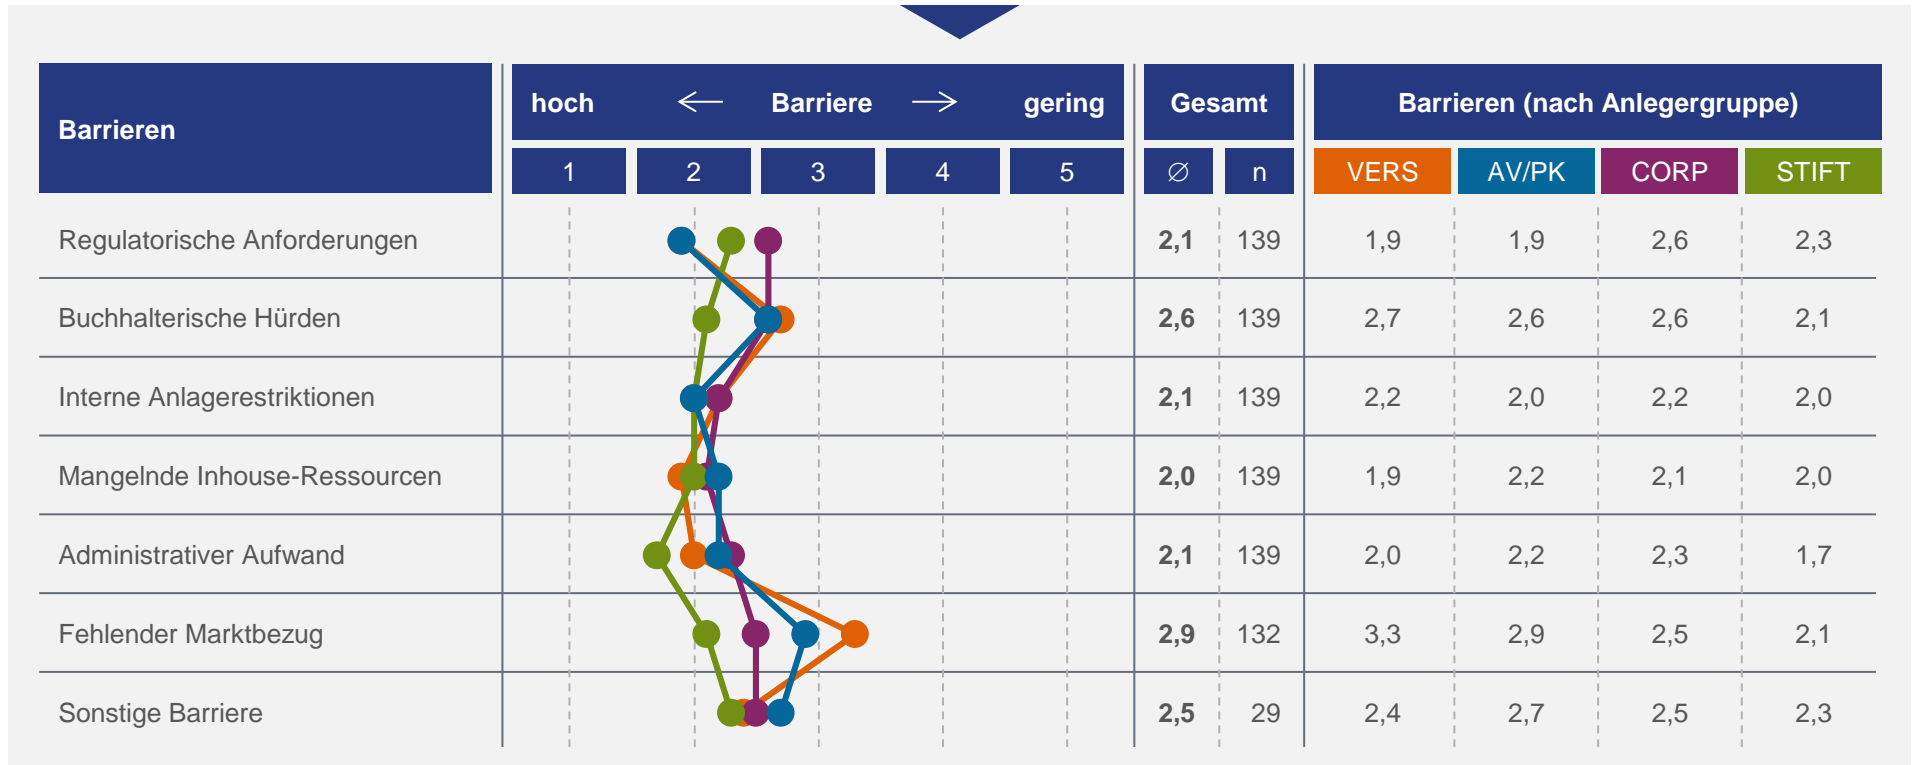 Barrieren
hoch ← Barriere → gering
Gesamt
Barrieren (nach Anlegergruppe)
1 2 3 4 5 ∅ n VERS AV/PK CORP STIFT
Regulatorische Anforderungen 2,1 139 1,9 1,9 2,6 2,3
Buchhalterische Hürden 2,6 139 2,7 2,6 2,6 2,1
Interne Anlagerestriktionen 2,1 139 2,2 2,0 2,2 2,0
Mangelnde Inhouse-Ressourcen 2,0 139 1,9 2,2 2,1 2,0
Administrativer Aufwand 2,1 139 2,0 2,2 2,3 1,7
Fehlender Marktbezug 2,9 132 3,3 2,9 2,5 2,1
Sonstige Barriere 2,5 29 2,4 2,7 2,5 2,3